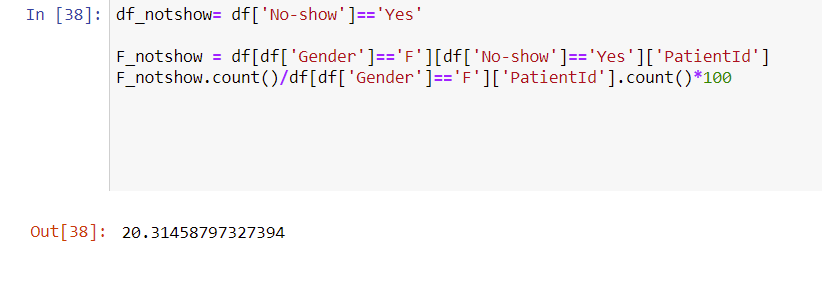 In [38]: df_notshow= df['No-show']=='Yes'
F_notshow = df[df['Gender']=='F'][df['No-show']=='Yes']['PatientId']
F_notshow.count()/df[df['Gender']=='F']['PatientId'].count()*100
Out[38]: 20.31458797327394